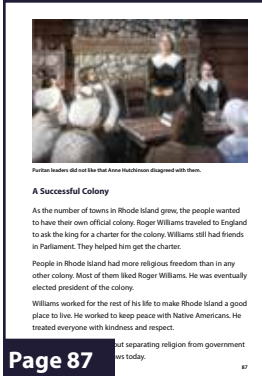 Puritan leaders did not like that Anne Hutchinson disagreed with them.
A Successful Colony
As the number of towns in Rhode Island grew, the people wanted
to have their own official colony. Roger Williams traveled to England
to ask the king for a charter for the colony. Williams still had friends
in Parliament. They helped him get the charter.
People in Rhode Island had more religious freedom than in any
other colony. Most of them liked Roger Williams. He was eventually
elected president of the colony.
Williams worked for the rest of his life to make Rhode Island a good
place to live. He worked to keep peace with Native Americans. He
treated everyone with kindness and respect.
out separating religion from government
ws today.
Page 87
87